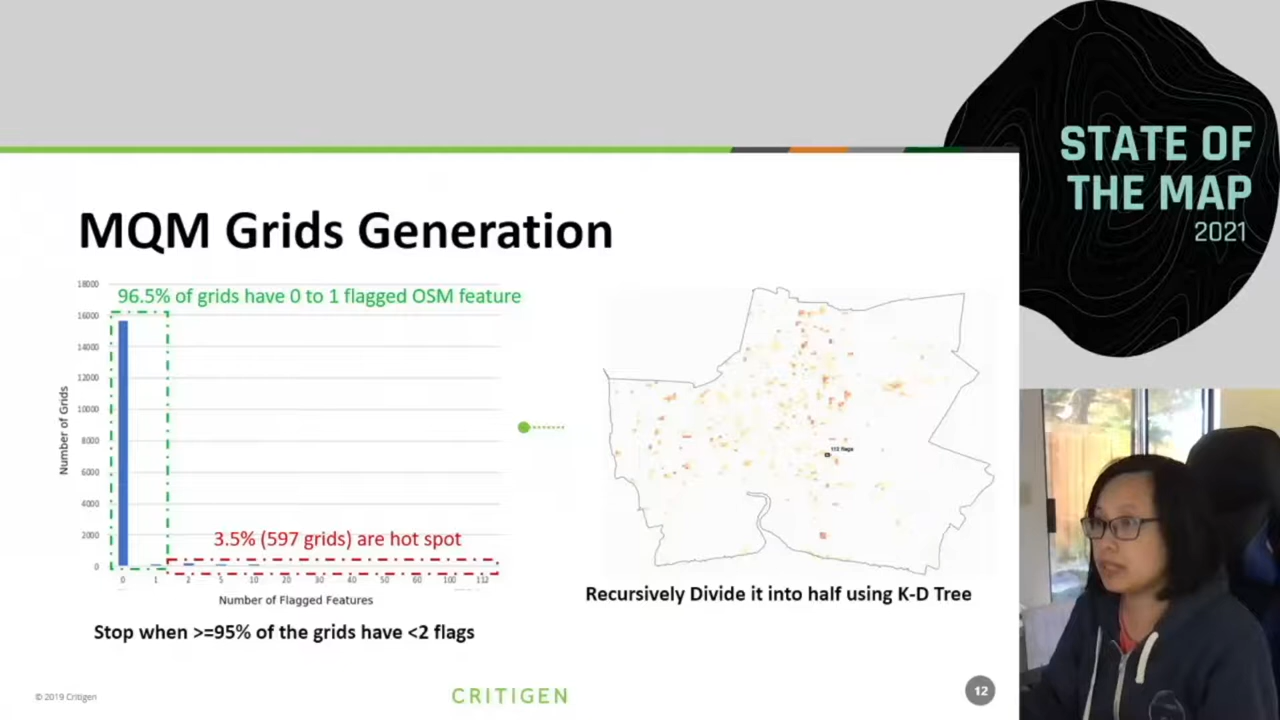 STATE OF
THE MAP
2021
MQM Grids Generation
18000
96.5% of grids have 0 to 1 flagged OSM feature
16000
14000
12000
10000
8000
6000
4000
2000
0
Number of Grids
3.5% (597 grids) are hot spot
0 1 2 5 10 20 30 40 50 60 100 112
Number of Flagged Features
Stop when >=95% of the grids have <2 flags
112 flags
Recursively Divide it into half using K-D Tree
© 2019 Critigen
CRITIGEN
12